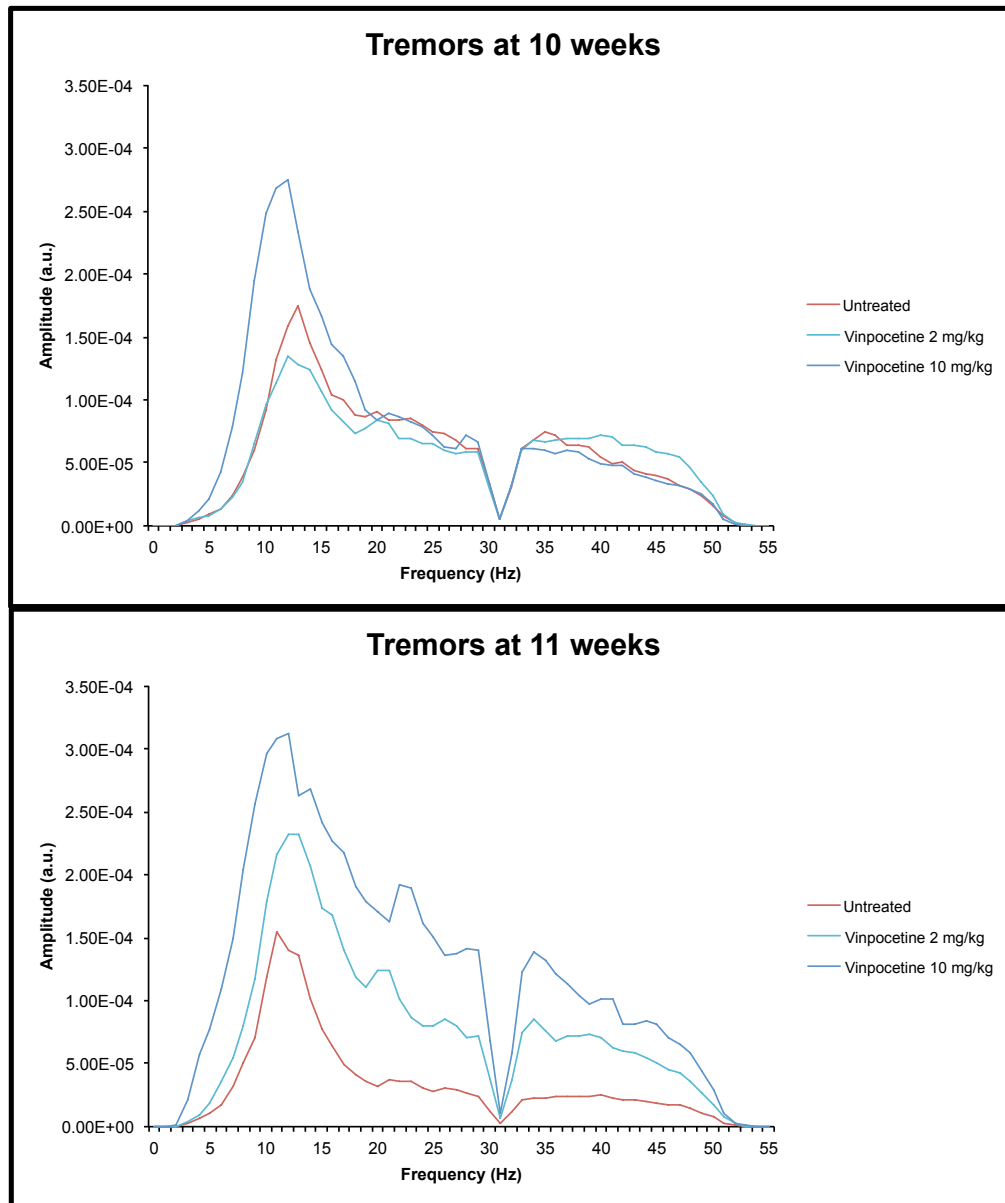 Tremors at 10 weeks
3.50E-04
3.00E-04
2.50E-04
2.00E-04
1.50E-04
1.00E-04
5.00E-05
0.00E+00
Amplitude (a.u.)
0 5 10 15 20 25 30 35 40 45 50 55
Frequency (Hz)
Untreated
Vinpocetine 2 mg/kg
Vinpocetine 10 mg/kg
Tremors at 11 weeks
3.50E-04
3.00E-04
2.50E-04
2.00E-04
1.50E-04
1.00E-04
5.00E-05
0.00E+00
Amplitude (a.u.)
0 5 10 15 20 25 30 35 40 45 50 55
Frequency (Hz)
Untreated
Vinpocetine 2 mg/kg
Vinpocetine 10 mg/kg